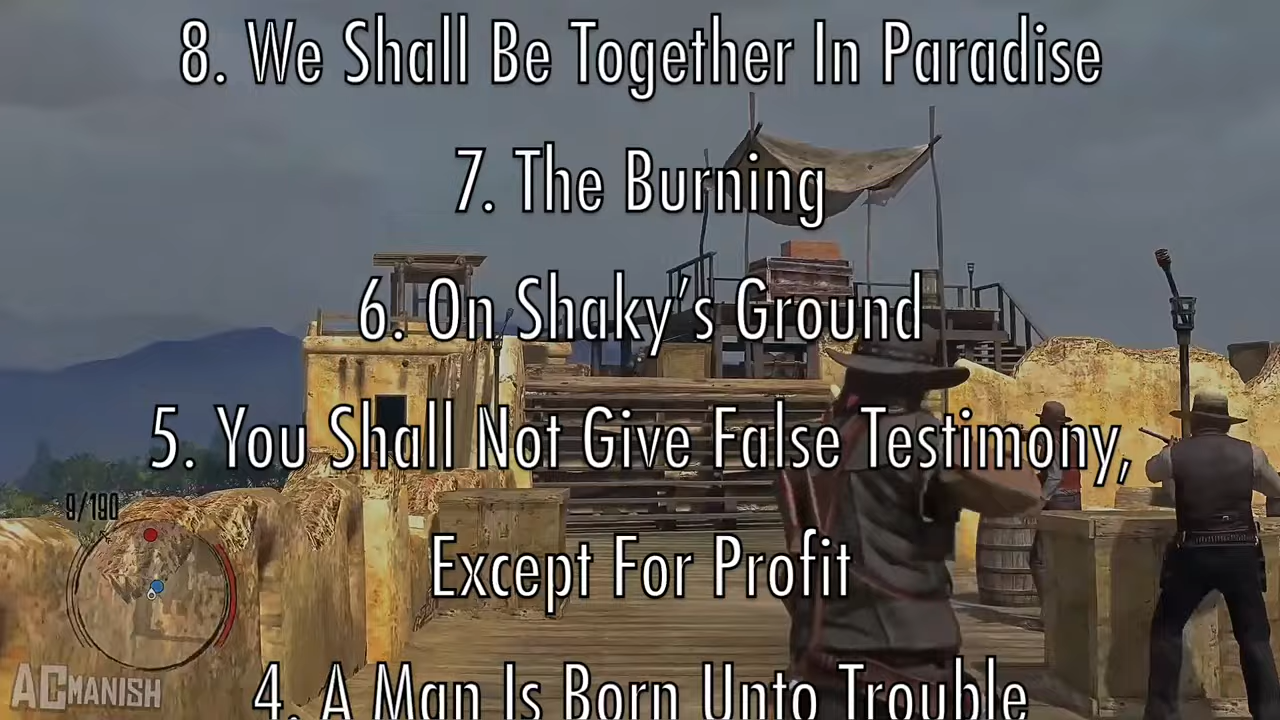 8. We Shall Be Together In Paradise
7. The Burning
6. On Shaky's Ground
5. You Shall Not Give False Testimony,
Except For Profit
9/190
4. A Man Is Born Unto Trouble
ACMANISH